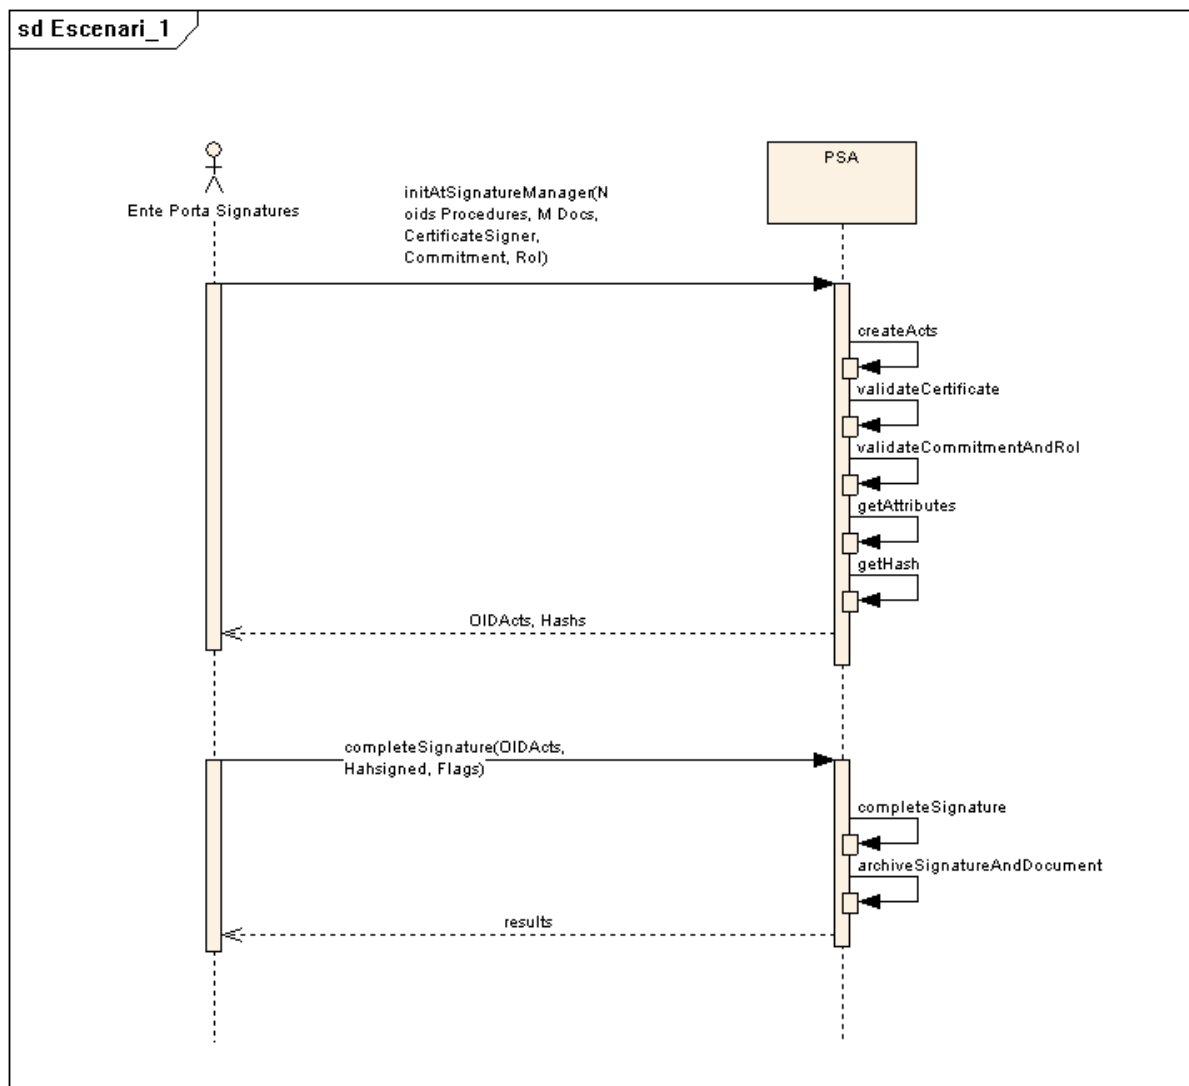 sd Escenari_1
PSA
Ente Porta Signatures
initAtSignatureManager(N
oids Procedures, M Docs,
CertificateSigner,
Commitment, Rol)
createActs
validateCertificate
validateCommitmentAndRol
getAttributes
getHash
OIDActs, Hashs
completeSignature(OIDActs,
Hahsigned, Flags)
completeSignature
archiveSignatureAndDocument
results